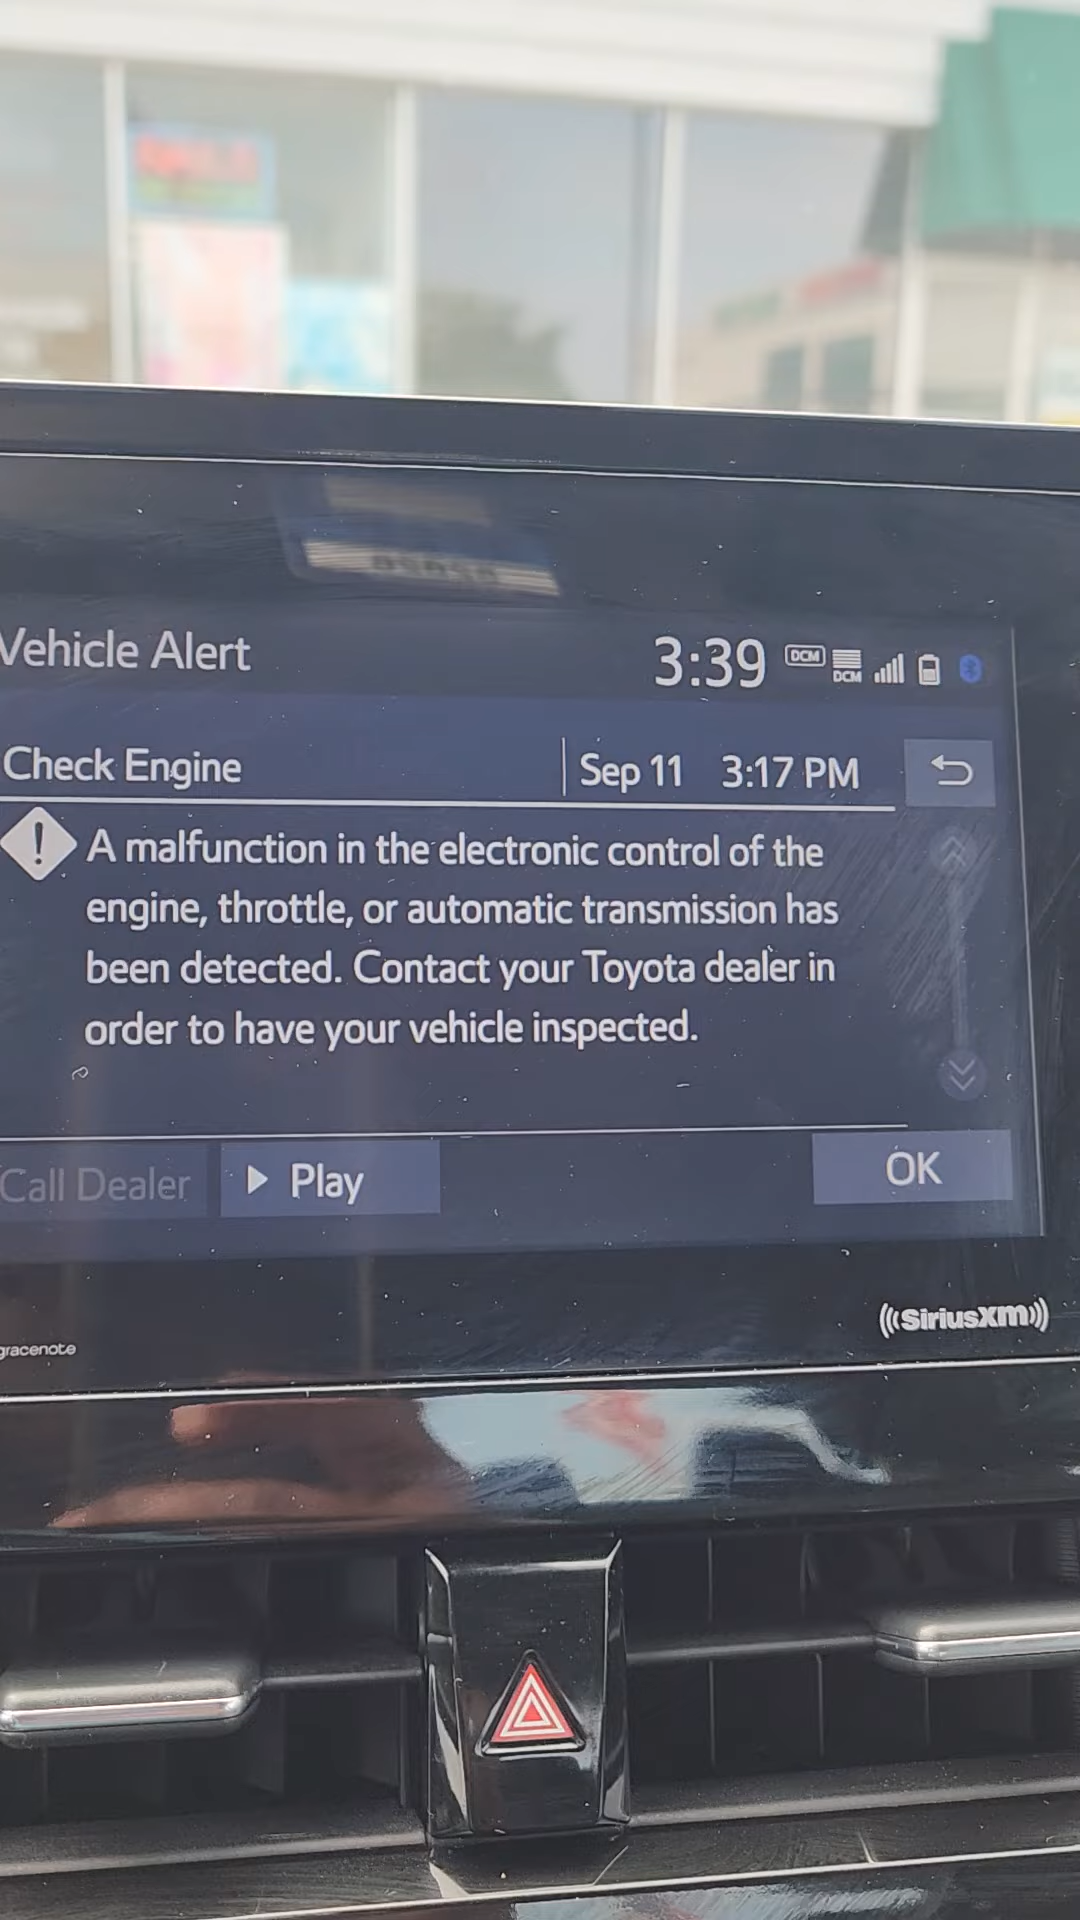 Vehicle Alert
3:39 DCM DCM
Check Engine
Sep 11 3:17 PM
! A malfunction in the electronic control of the
engine, throttle, or automatic transmission has
been detected. Contact your Toyota dealer in
order to have your vehicle inspected.
Call Dealer
Play
OK
SiriusXM
gracenote